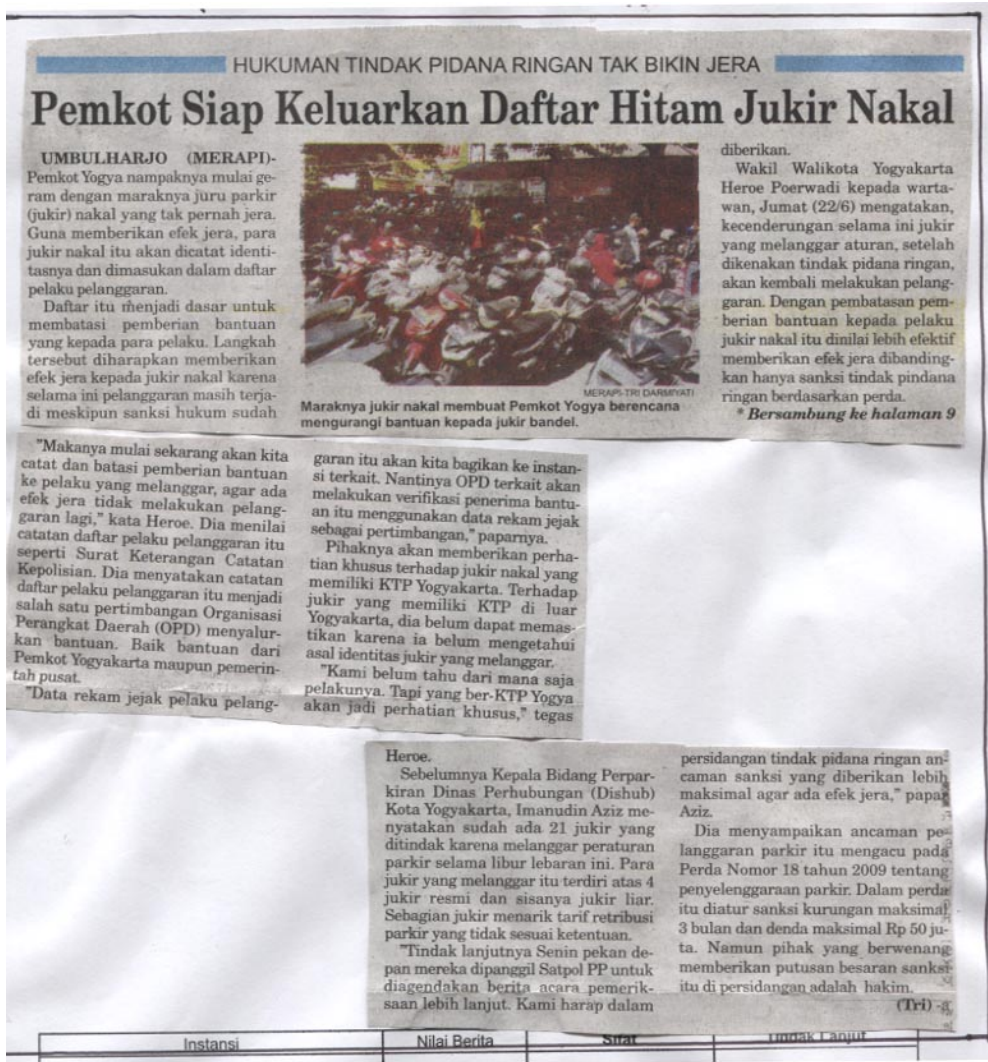 HUKUMAN TINDAK PIDANA RINGAN TAK BIKIN JERA
Pemkot Siap Keluarkan Daftar Hitam Jukir Nakal
UMBULHARJO (MERAPI)-
Pemkot Yogya nampaknya mulai ge-
ram dengan maraknya juru parkir
(jukir) nakal yang tak pernah jera.
Guna memberikan efek jera, para
jukir nakal itu akan dicatat identi-
tasnya dan dimasukan dalam daftar
pelaku pelanggaran.
Daftar itu menjadi dasar untuk
membatasi pemberian bantuan
yang kepada para pelaku. Langkah
tersebut diharapkan memberikan
efek jera kepada jukir nakal karena
selama ini pelanggaran masih terja-
di meskipun sanksi hukum sudah
MERAPI-TRI DARMIYATI
Maraknya jukir nakal membuat Pemkot Yogya berencana
mengurangi bantuan kepada jukir bandel.
diberikan.
Wakil Walikota Yogyakarta
Heroe Poerwadi kepada warta-
wan, Jumat (22/6) mengatakan,
kecenderungan selama ini jukir
yang melanggar aturan, setelah
dikenakan tindak pidana ringan,
akan kembali melakukan pelang-
garan. Dengan pembatasan pem-
berian bantuan kepada pelaku
jukir nakal itu dinilai lebih efektif
memberikan efek jera dibanding-
kan hanya sanksi tindak pindana
ringan berdasarkan perda.
* Bersambung ke halaman 9
"Makanya mulai sekarang akan kita
catat dan batasi pemberian bantuan
ke pelaku yang melanggar, agar ada
efek jera tidak melakukan pelang-
garan lagi," kata Heroe. Dia menilai
catatan daftar pelaku pelanggaran itu
seperti Surat Keterangan Catatan
Kepolisian. Dia menyatakan catatan
daftar pelaku pelanggaran itu menjadi
salah satu pertimbangan Organisasi
Perangkat Daerah (OPD) menyalur-
kan bantuan. Baik bantuan dari
Pemkot Yogyakarta maupun pemerin-
tah pusat.
"Data rekam jejak pelaku pelang-
garan itu akan kita bagikan ke instan-
si terkait. Nantinya OPD terkait akan
melakukan verifikasi penerima bantu-
an itu menggunakan data rekam jejak
sebagai pertimbangan," paparnya.
Pihaknya akan memberikan perha-
tian khusus terhadap jukir nakal yang
memiliki KTP Yogyakarta. Terhadap
jukir yang memiliki KTP di luar
Yogyakarta, dia belum dapat memas-
tikan karena ia belum mengetahui
asal identitas jukir yang melanggar.
"Kami belum tahu dari mana saja
pelakunya. Tapi yang ber-KTP Yogya
akan jadi perhatian khusus," tegas
Heroe.
Sebelumnya Kepala Bidang Perpar-
kiran Dinas Perhubungan (Dishub)
Kota Yogyakarta, Imanudin Aziz me-
nyatakan sudah ada 21 jukir yang
ditindak karena melanggar peraturan
parkir selama libur lebaran ini. Para
jukir yang melanggar itu terdiri atas 4
jukir resmi dan sisanya jukir liar.
Sebagian jukir menarik tarif retribusi
parkir yang tidak sesuai ketentuan.
"Tindak lanjutnya Senin pekan de-
pan mereka dipanggil Satpol PP untuk
diagendakan berita acara pemerik-
saan lebih lanjut. Kami harap dalam
persidangan tindak pidana ringan an-
caman sanksi yang diberikan lebih
maksimal agar ada efek jera," papar
Aziz.
Dia menyampaikan ancaman pe-
langgaran parkir itu mengacu pada
Perda Nomor 18 tahun 2009 tentang
penyelenggaraan parkir. Dalam perda
itu diatur sanksi kurungan maksimal
3 bulan dan denda maksimal Rp 50 ju-
ta. Namun pihak yang berwenang
memberikan putusan besaran sanksi
itu di persidangan adalah hakim.
(Tri) -g
Instansi
Nilai Berita
Sifat
Tindak Lanjut